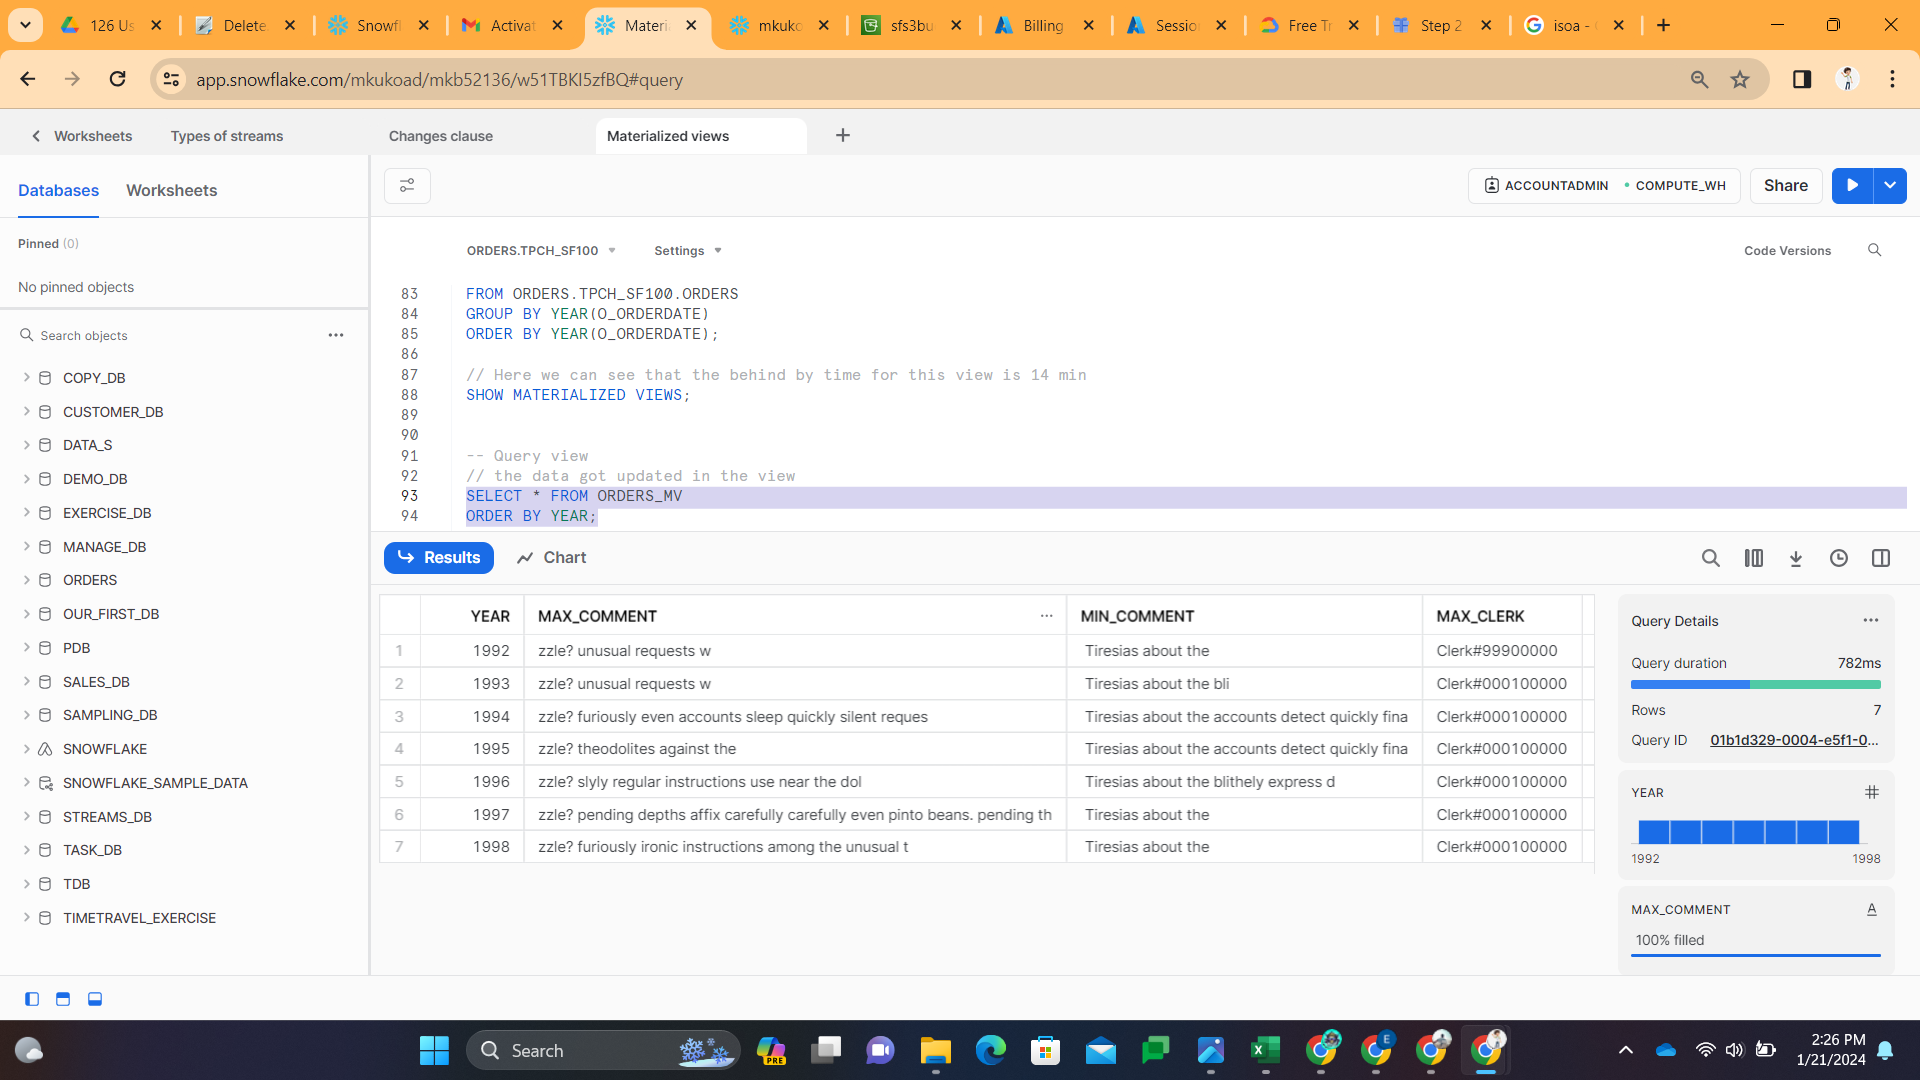 126 Us
Delete
Snowfl
Activat
Materi
mkuko
sfs3bu
Billing
Sessio
Free Tr
Step 2
isoa -
app.snowflake.com/mkukoad/mkb52136/w51TBKI5zfBQ#query
Worksheets
Types of streams
Changes clause
Materialized views
Databases
Worksheets
ACCOUNTADMIN
COMPUTE_WH
Share
Pinned (0)
No pinned objects
Search objects
COPY_DB
CUSTOMER_DB
DATA_S
DEMO_DB
EXERCISE_DB
MANAGE_DB
ORDERS
OUR_FIRST_DB
PDB
SALES_DB
SAMPLING_DB
SNOWFLAKE
SNOWFLAKE_SAMPLE_DATA
STREAMS_DB
TASK_DB
TDB
TIMETRAVEL_EXERCISE
ORDERS.TPCH_SF100
Settings
Code Versions
83 FROM ORDERS.TPCH_SF100.ORDERS
84 GROUP BY YEAR(O_ORDERDATE)
85 ORDER BY YEAR(O_ORDERDATE);
86
87 // Here we can see that the behind by time for this view is 14 min
88 SHOW MATERIALIZED VIEWS;
89
90
91 -- Query view
92 // the data got updated in the view
93 SELECT * FROM ORDERS_MV
94 ORDER BY YEAR;
Results
Chart
YEAR MAX_COMMENT ... MIN_COMMENT MAX_CLERK
1 1992 zzle? unusual requests w Tiresias about the Clerk#99900000
2 1993 zzle? unusual requests w Tiresias about the bli Clerk#000100000
3 1994 zzle? furiously even accounts sleep quickly silent reques Tiresias about the accounts detect quickly fina Clerk#000100000
4 1995 zzle? theodolites against the Tiresias about the accounts detect quickly fina Clerk#000100000
5 1996 zzle? slyly regular instructions use near the dol Tiresias about the blithely express d Clerk#000100000
6 1997 zzle? pending depths affix carefully carefully even pinto beans. pending th Tiresias about the Clerk#000100000
7 1998 zzle? furiously ironic instructions among the unusual t Tiresias about the Clerk#000100000
Query Details
Query duration 782ms
Rows 7
Query ID 01b1d329-0004-e5f1-0...
YEAR #
1992 1998
MAX_COMMENT A
100% filled
Search
PRE
E
2:26 PM
1/21/2024